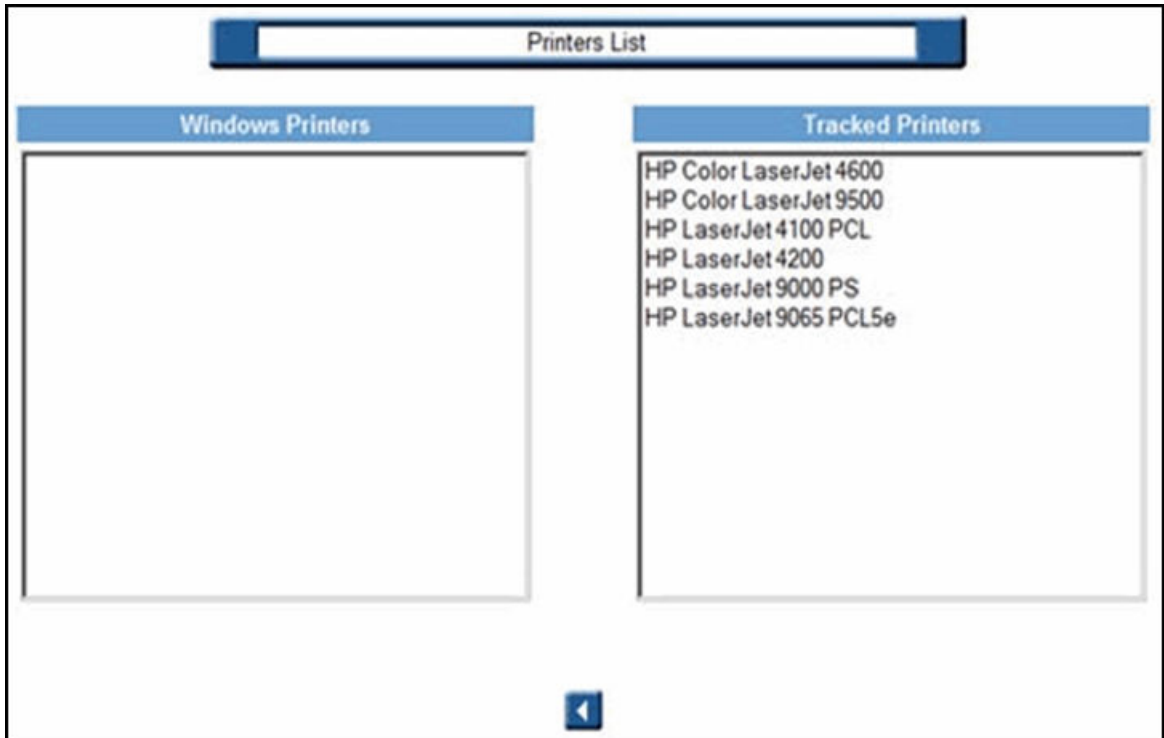 Printers List
Windows Printers
Tracked Printers
HP Color LaserJet 4600
HP Color LaserJet 9500
HP LaserJet 4100 PCL
HP LaserJet 4200
HP LaserJet 9000 PS
HP LaserJet 9065 PCL5e